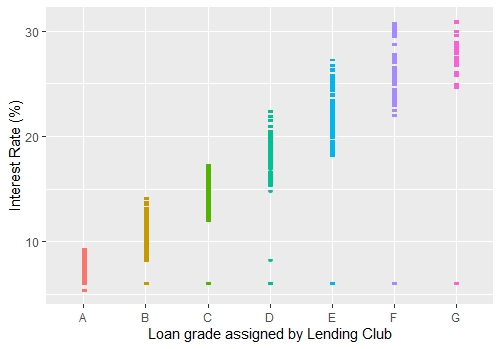 Interest Rate (%)
30
20
10
A B C D E F G
Loan grade assigned by Lending Club